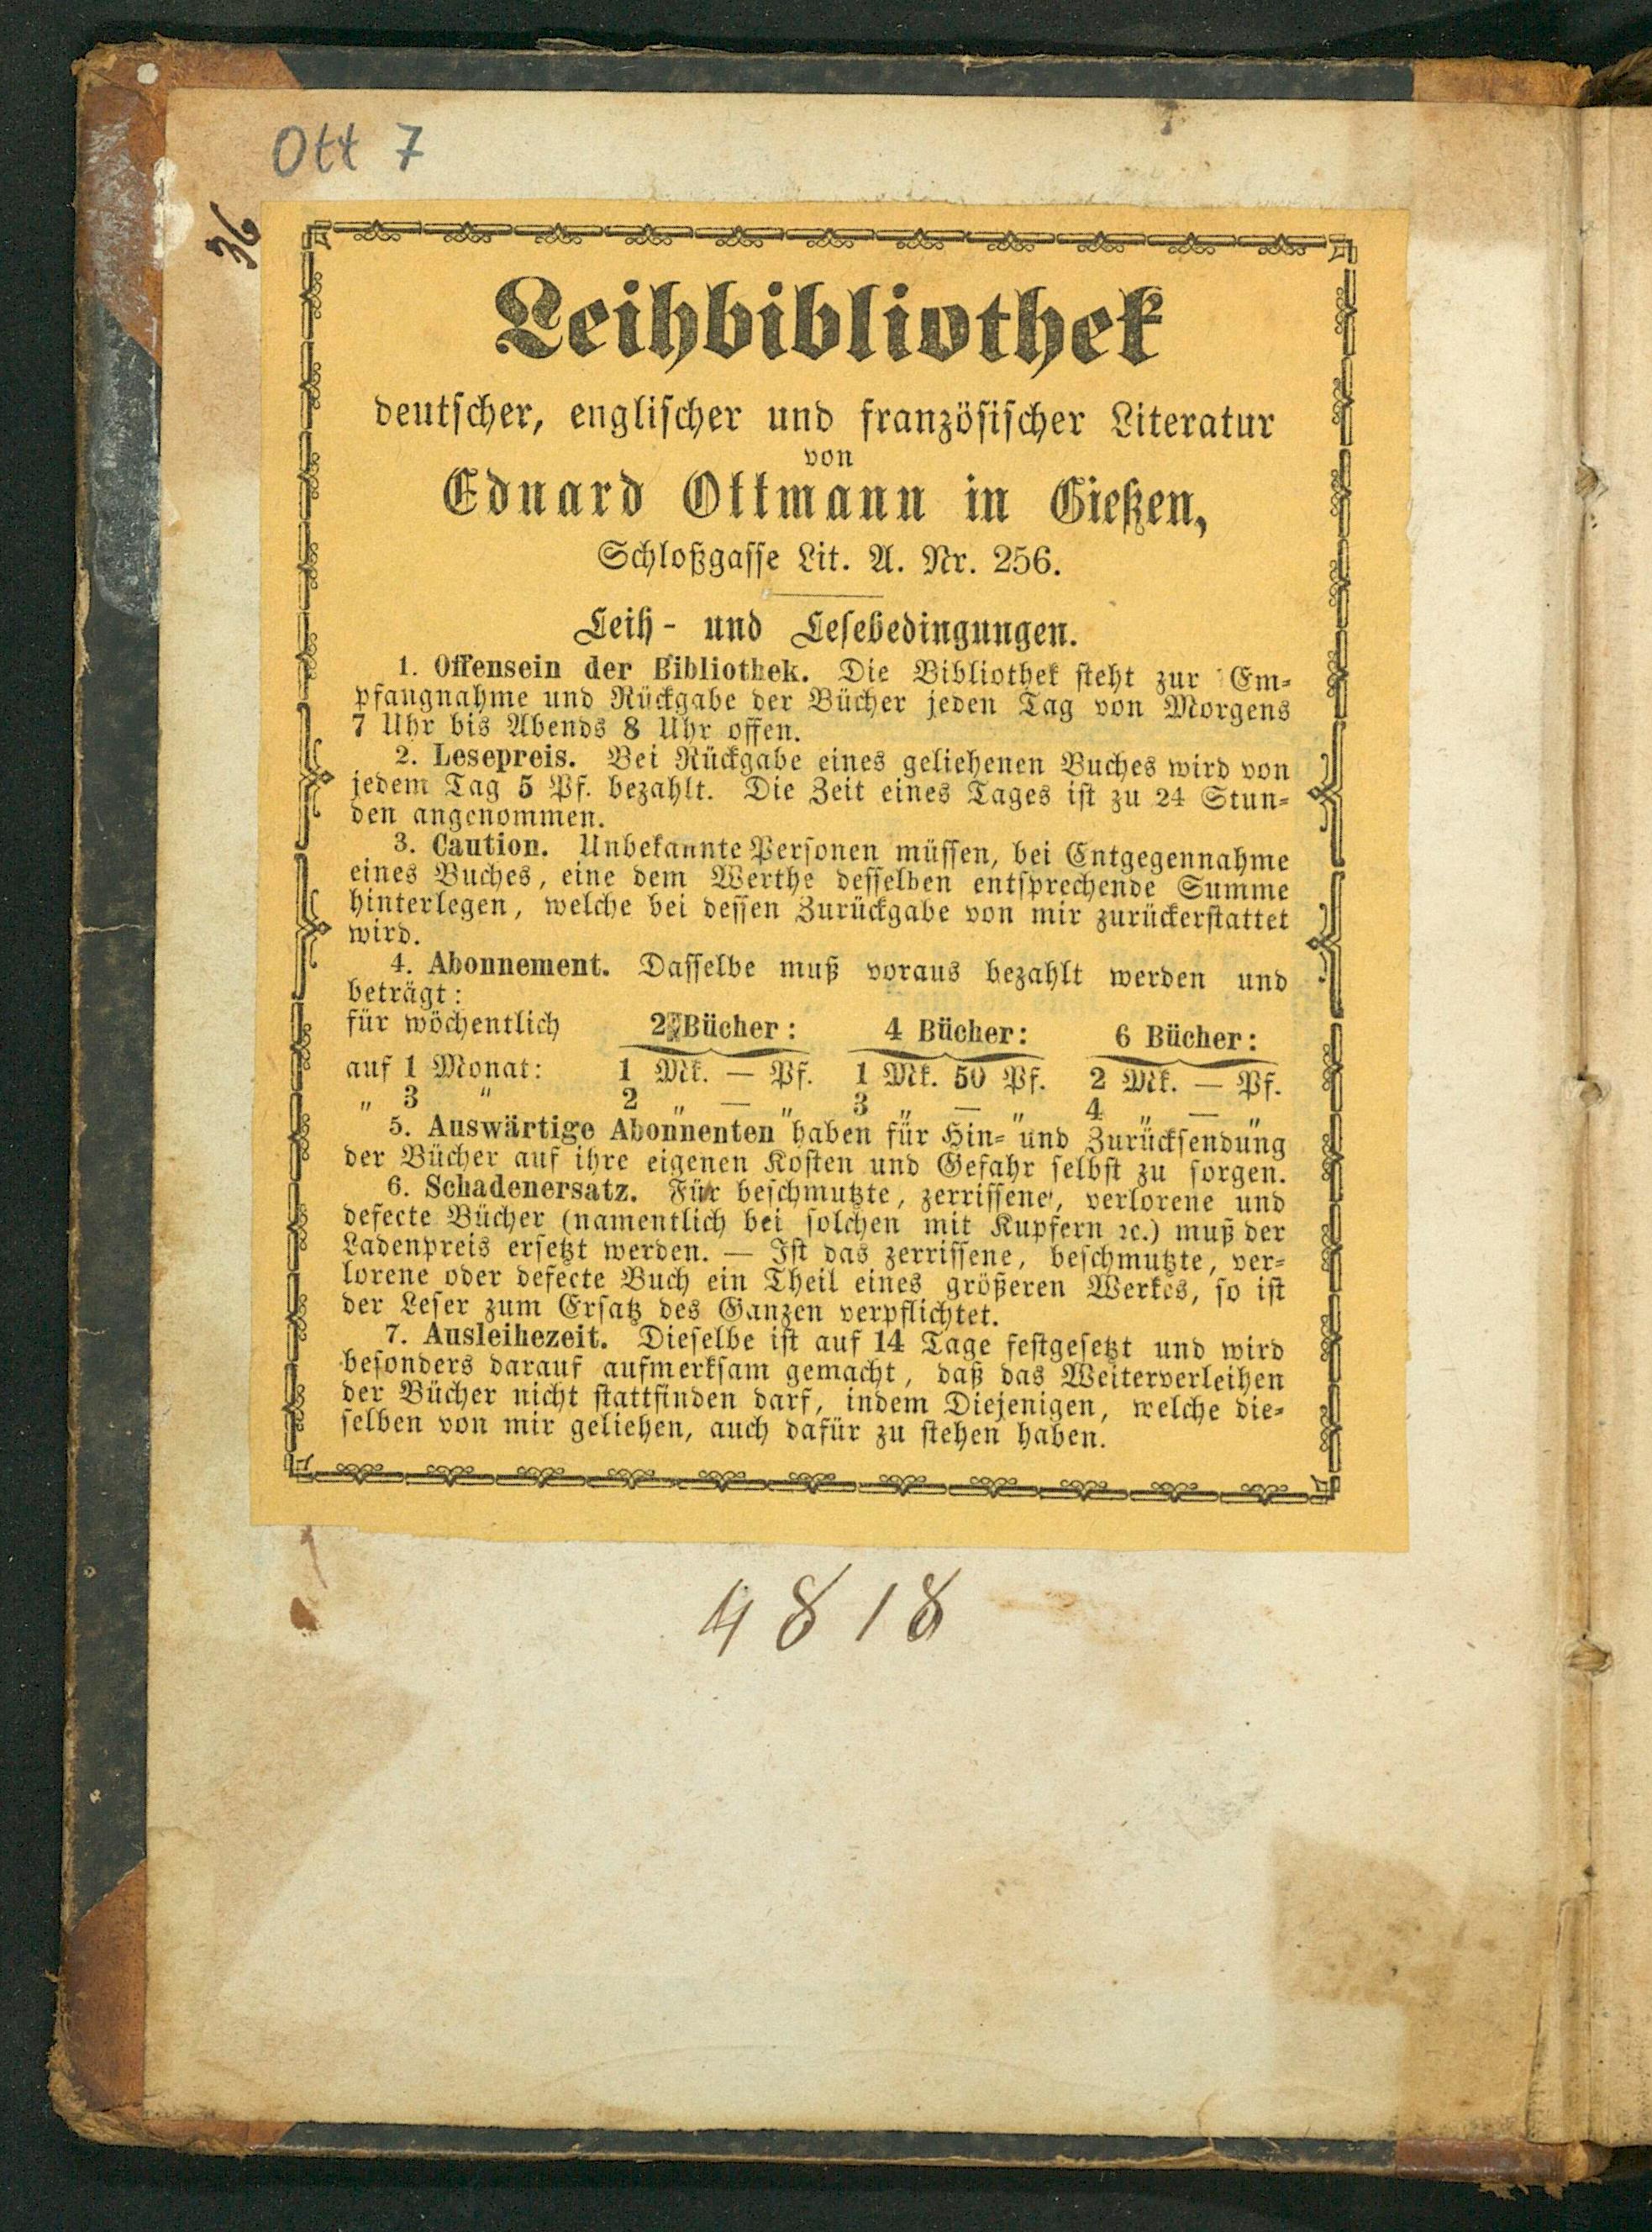 Ott 7
36
Leihbibliothek
deutscher, englischer und französischer Literatur
von
Eduard Ottmann in Gießen,
Schloßgasse Lit. A. Nr. 256.
Leih- und Lesebedingungen.
1. Offensein der Bibliothek. Die Bibliothek steht zur Em-
pfangnahme und Rückgabe der Bücher jeden Tag von Morgens
7 Uhr bis Abends 8 Uhr offen.
2. Lesepreis. Bei Rückgabe eines geliehenen Buches wird von
jedem Tag 5 Pf. bezahlt. Die Zeit eines Tages ist zu 24 Stun-
den angenommen.
3. Caution. Unbekannte Personen müssen, bei Entgegennahme
eines Buches, eine dem Werthe desselben entsprechende Summe
hinterlegen, welche bei dessen Zurückgabe von mir zurückerstattet
wird.
4. Abonnement. Dasselbe muß voraus bezahlt werden und
beträgt:
für wöchentlich 2 Bücher: 4 Bücher: 6 Bücher:
auf 1 Monat: 1 Mk. — Pf. 1 Mk. 50 Pf. 2 Mk. — Pf.
„ 3 „ 2 „ — „ 3 „ — „ 4 „ — „
5. Auswärtige Abonnenten haben für Hin- und Zurücksendung
der Bücher auf ihre eigenen Kosten und Gefahr selbst zu sorgen.
6. Schadenersatz. Für beschmutzte, zerrissene, verlorene und
defecte Bücher (namentlich bei solchen mit Kupfern ꝛc.) muß der
Ladenpreis ersetzt werden. — Ist das zerrissene, beschmutzte, ver-
lorene oder defecte Buch ein Theil eines größeren Werkes, so ist
der Leser zum Ersatz des Ganzen verpflichtet.
7. Ausleihezeit. Dieselbe ist auf 14 Tage festgesetzt und wird
besonders darauf aufmerksam gemacht, daß das Weiterverleihen
der Bücher nicht stattfinden darf, indem Diejenigen, welche die-
selben von mir geliehen, auch dafür zu stehen haben.
4818